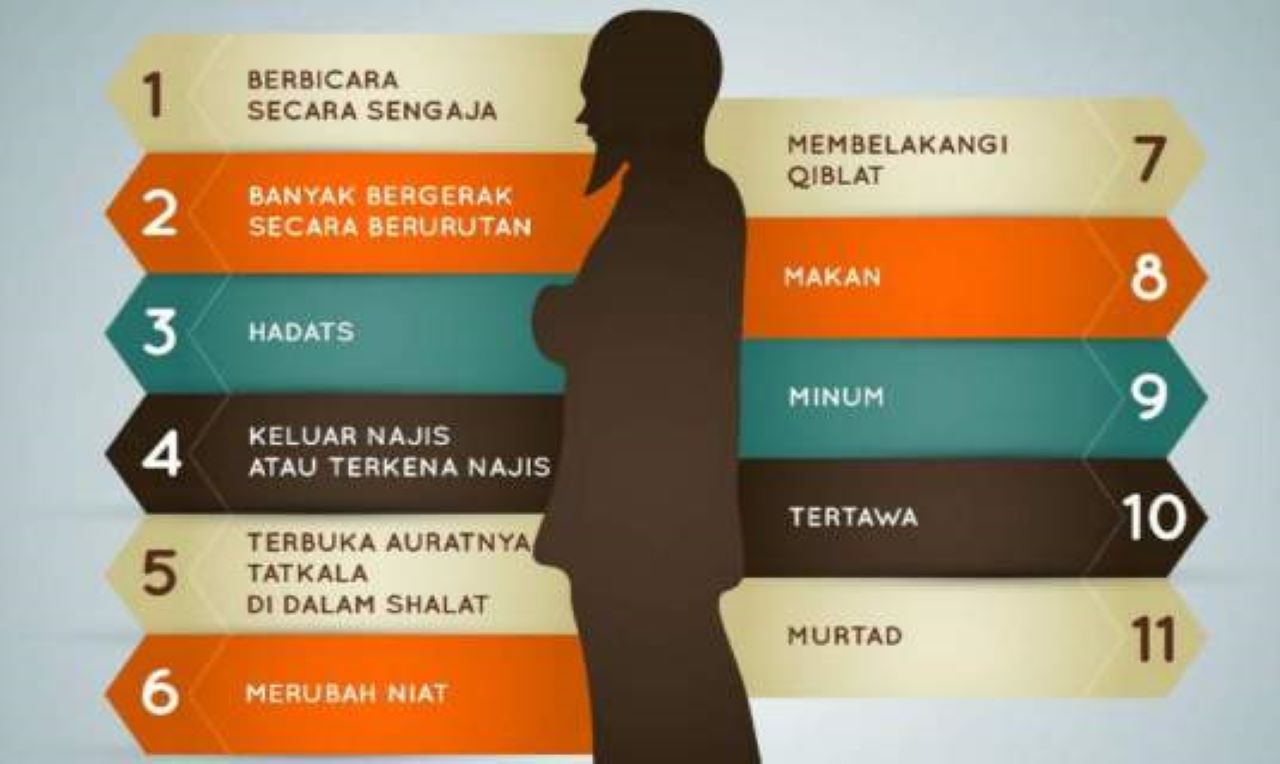 1
BERBICARA
SECARA SENGAJA
2
BANYAK BERGERAK
SECARA BERURUTAN
3
HADATS
4
KELUAR NAJIS
ATAU TERKENA NAJIS
5
TERBUKA AURATNYA
TATKALA
DI DALAM SHALAT
6
MERUBAH NIAT
MEMBELAKANGI
QIBLAT
7
MAKAN
8
MINUM
9
TERTAWA
10
MURTAD
11